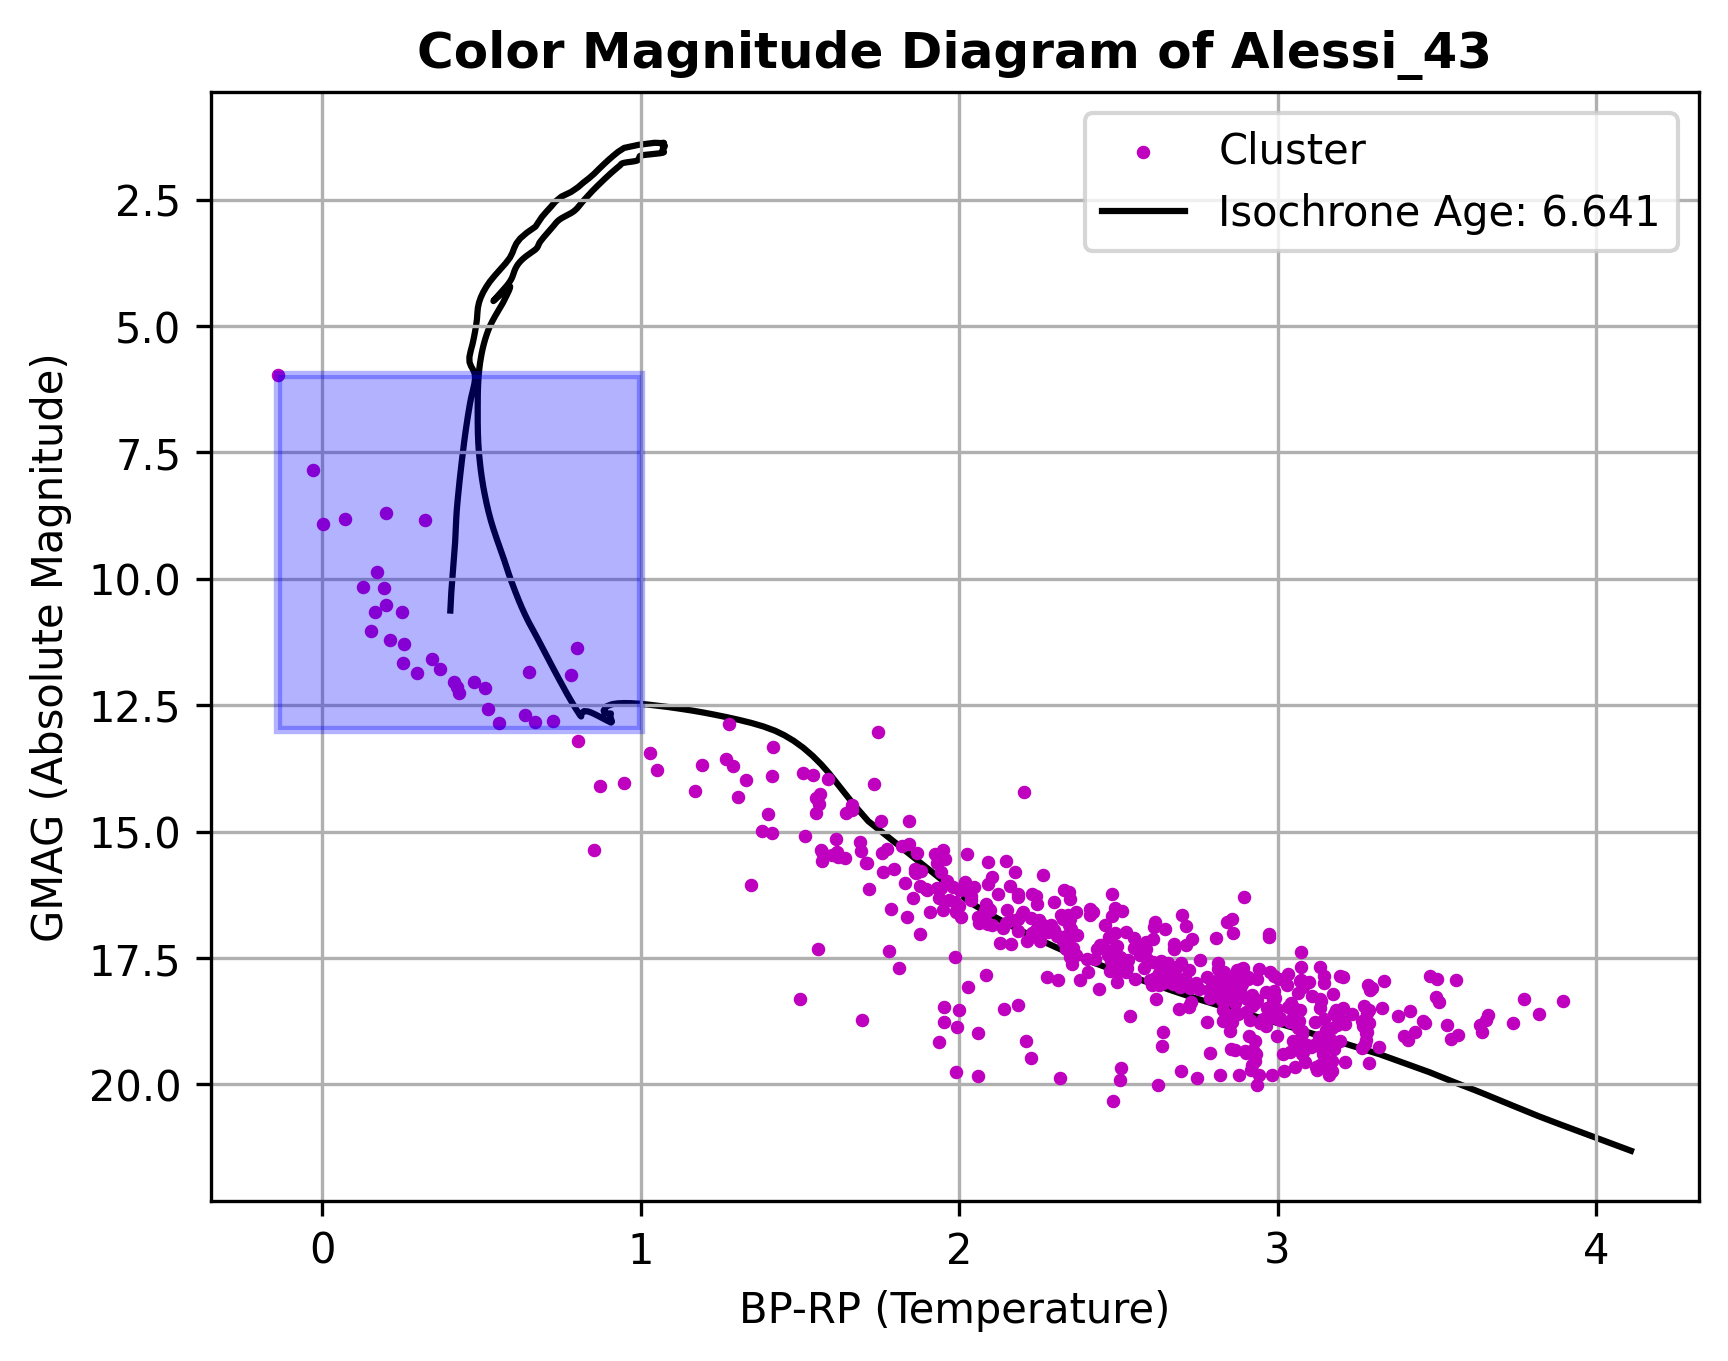 Color Magnitude Diagram of Alessi_43
Cluster
Isochrone Age: 6.641
GMAG (Absolute Magnitude)
2.5
5.0
7.5
10.0
12.5
15.0
17.5
20.0
0 1 2 3 4
BP-RP (Temperature)